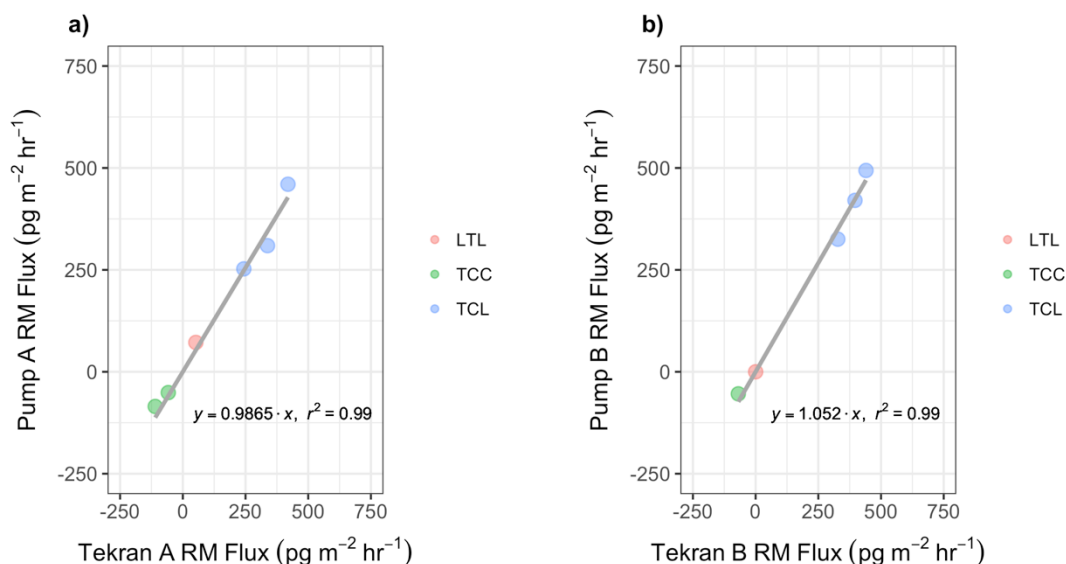 a)
Pump A RM Flux (pg m⁻² hr⁻¹)
750
500
250
0
-250
y = 0.9865 · x, r² = 0.99
-250 0 250 500 750
Tekran A RM Flux (pg m⁻² hr⁻¹)
LTL
TCC
TCL
b)
Pump B RM Flux (pg m⁻² hr⁻¹)
750
500
250
0
-250
y = 1.052 · x, r² = 0.99
-250 0 250 500 750
Tekran B RM Flux (pg m⁻² hr⁻¹)
LTL
TCC
TCL